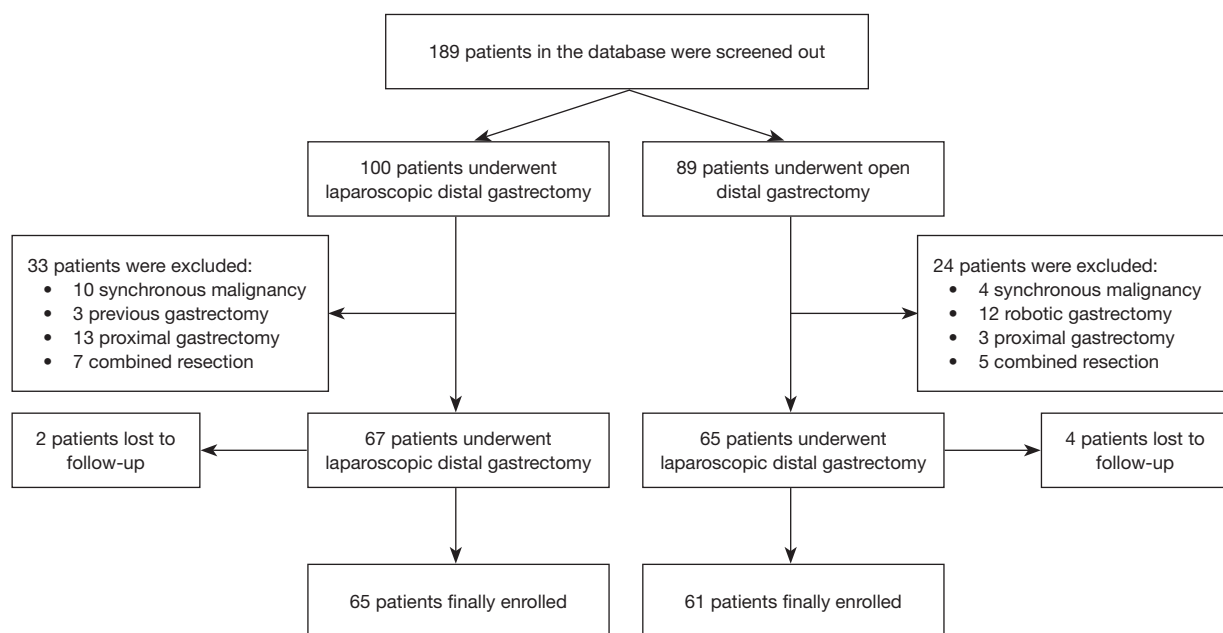 189 patients in the database were screened out
100 patients underwent
laparoscopic distal gastrectomy
89 patients underwent open
distal gastrectomy
33 patients were excluded:
• 10 synchronous malignancy
• 3 previous gastrectomy
• 13 proximal gastrectomy
• 7 combined resection
24 patients were excluded:
• 4 synchronous malignancy
• 12 robotic gastrectomy
• 3 proximal gastrectomy
• 5 combined resection
2 patients lost to
follow-up
67 patients underwent
laparoscopic distal gastrectomy
65 patients underwent
laparoscopic distal gastrectomy
4 patients lost to
follow-up
65 patients finally enrolled
61 patients finally enrolled